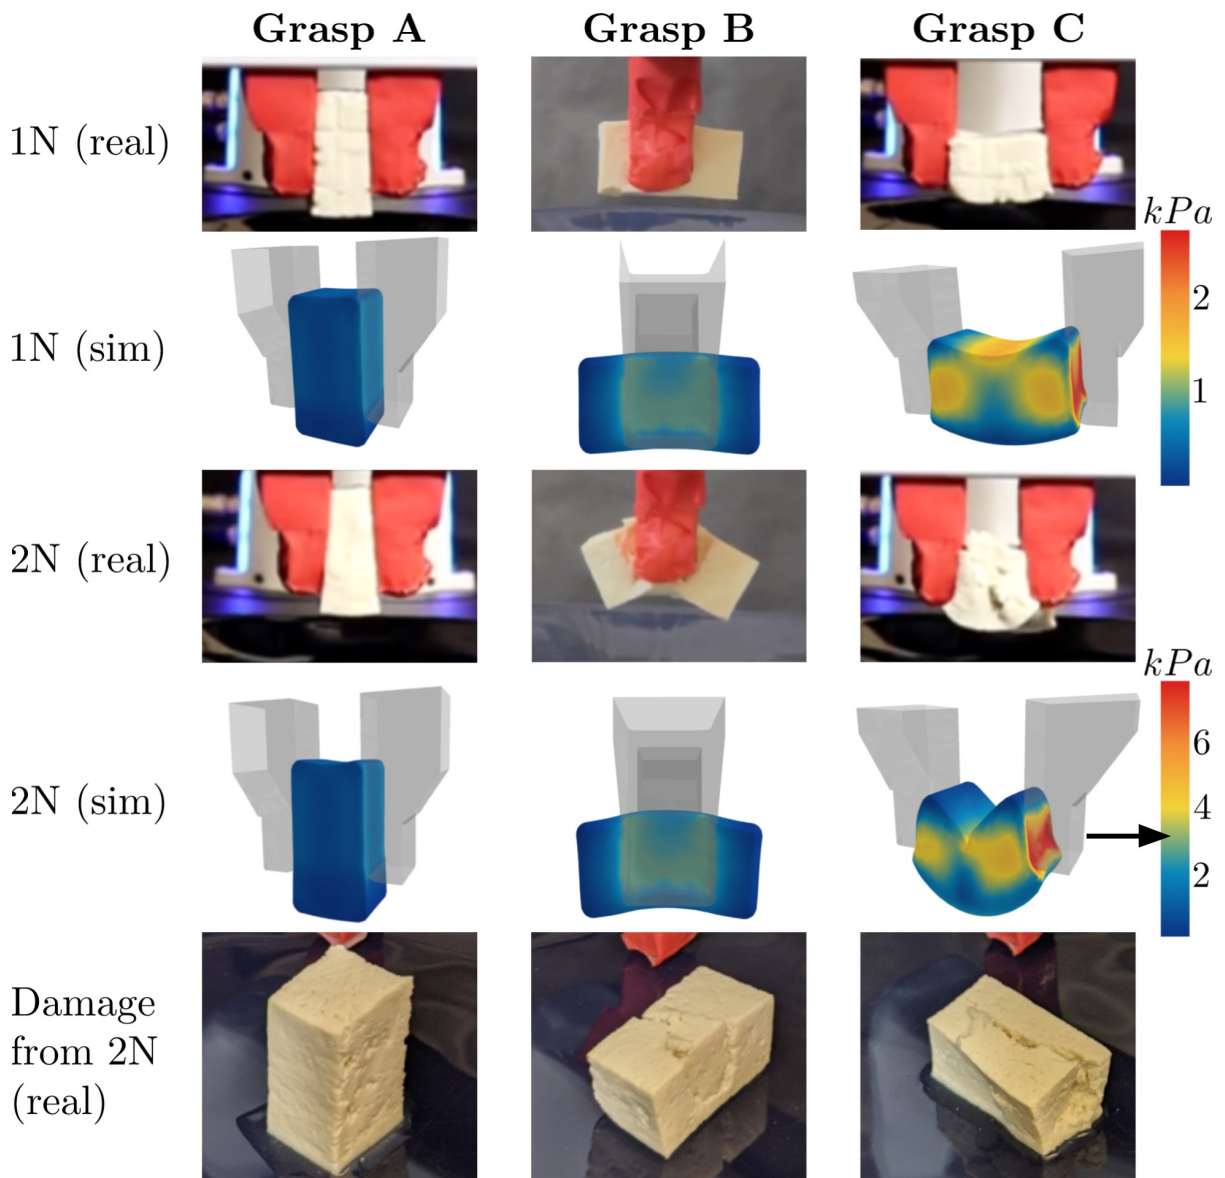 Grasp A Grasp B Grasp C
1N (real)
kPa
2
1N (sim)
1
2N (real)
kPa
6
2N (sim)
4
2
Damage
from 2N
(real)